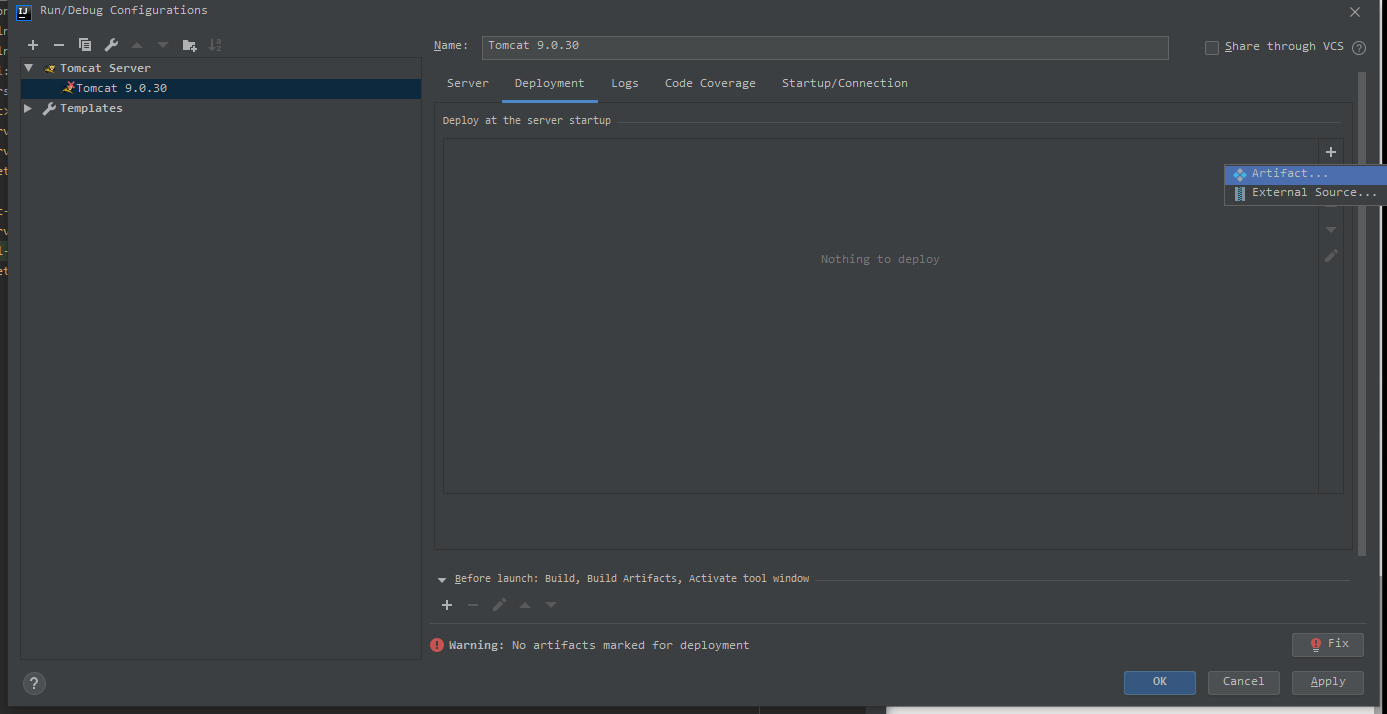 Run/Debug Configurations
Tomcat Server
Tomcat 9.0.30
Templates
Name: Tomcat 9.0.30
Share through VCS
Server Deployment Logs Code Coverage Startup/Connection
Deploy at the server startup
Artifact...
External Source...
Nothing to deploy
Before launch: Build, Build Artifacts, Activate tool window
Warning: No artifacts marked for deployment
Fix
OK Cancel Apply